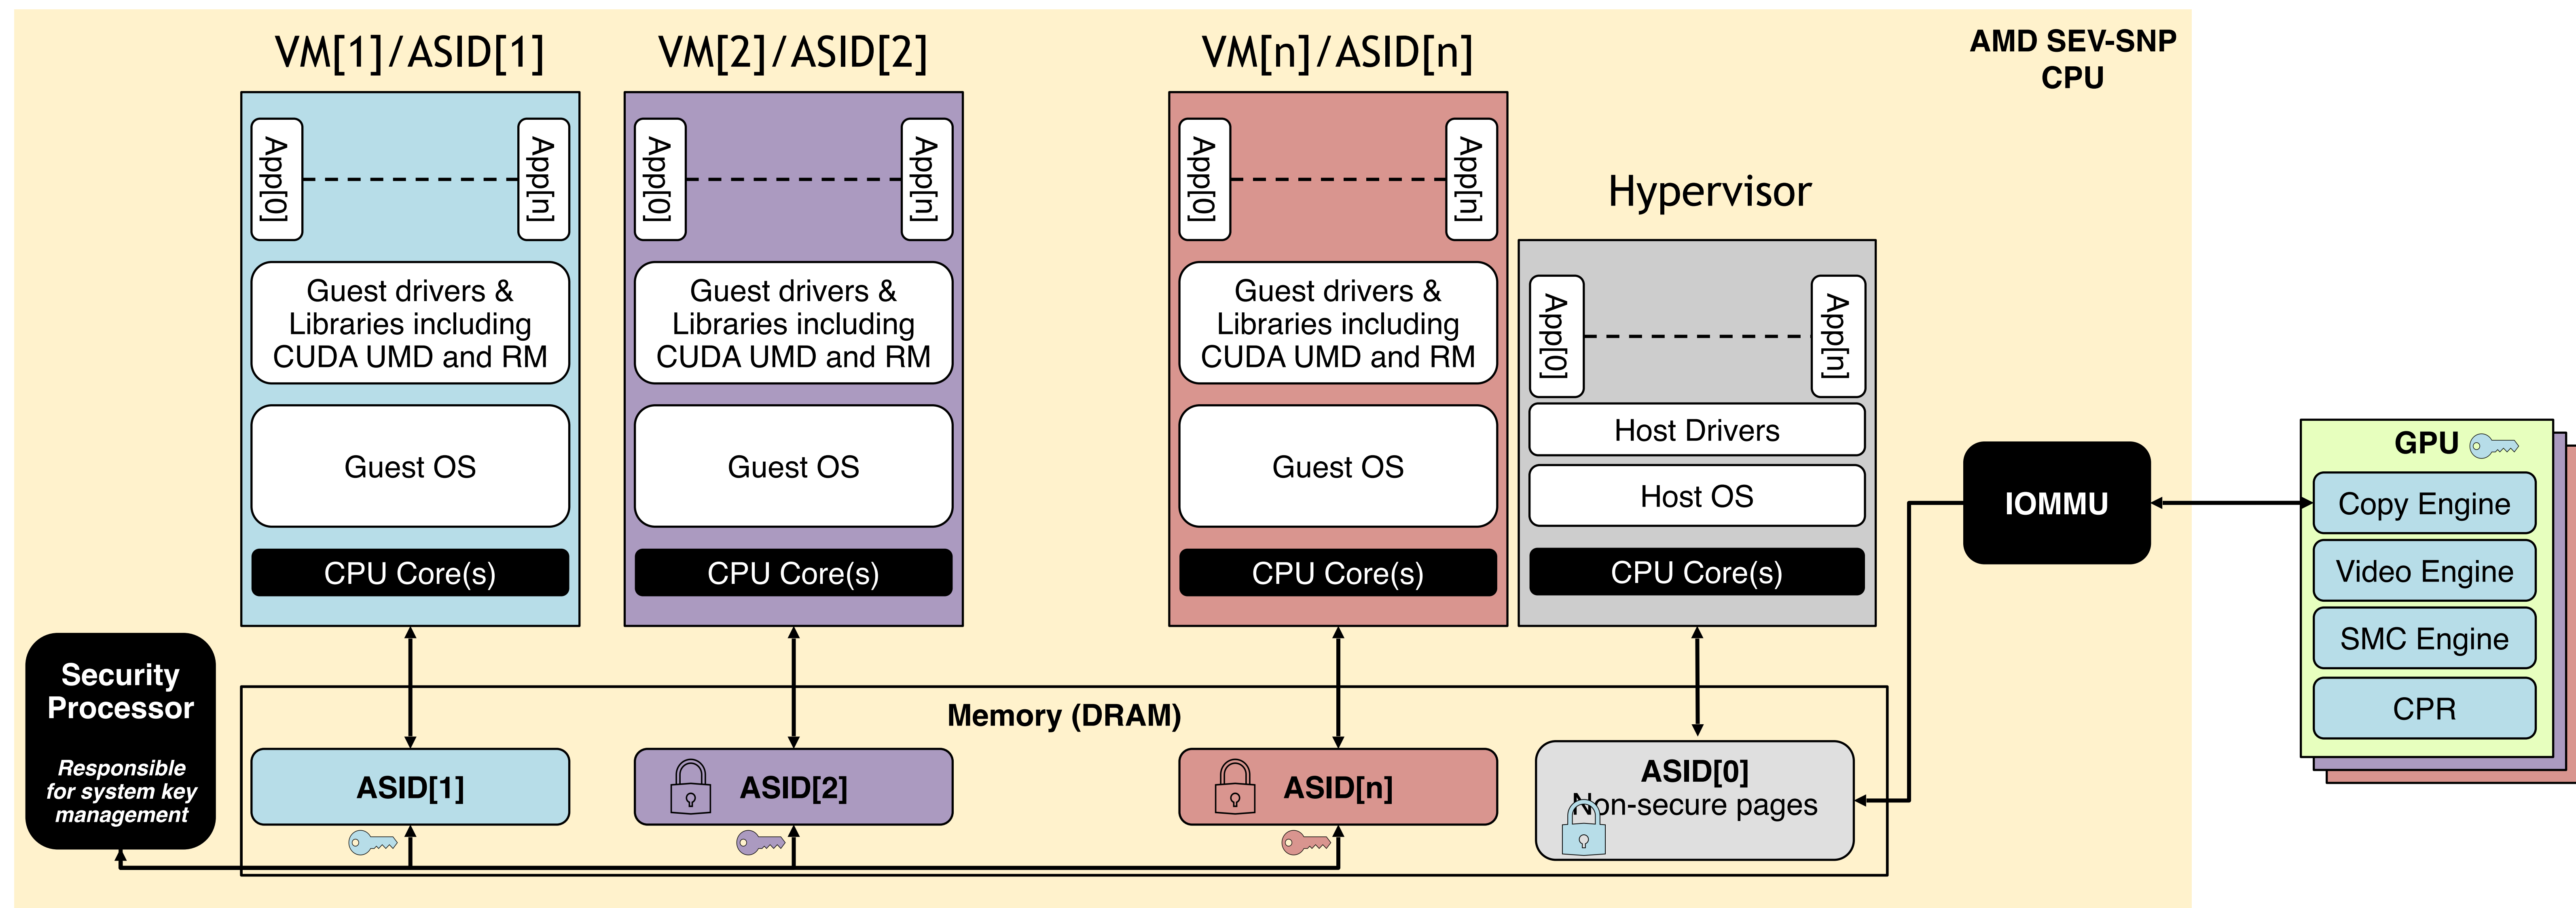 VM[1]/ASID[1]
VM[2]/ASID[2]
VM[n]/ASID[n]
AMD SEV-SNP
CPU
App[0]
App[n]
Guest drivers &
Libraries including
CUDA UMD and RM
Guest OS
CPU Core(s)
App[0]
App[n]
Guest drivers &
Libraries including
CUDA UMD and RM
Guest OS
CPU Core(s)
App[0]
App[n]
Guest drivers &
Libraries including
CUDA UMD and RM
Guest OS
CPU Core(s)
Hypervisor
App[0]
App[n]
Host Drivers
Host OS
CPU Core(s)
IOMMU
GPU
Copy Engine
Video Engine
SMC Engine
CPR
Security
Processor
Responsible
for system key
management
Memory (DRAM)
ASID[1]
ASID[2]
ASID[n]
ASID[0]
Non-secure pages